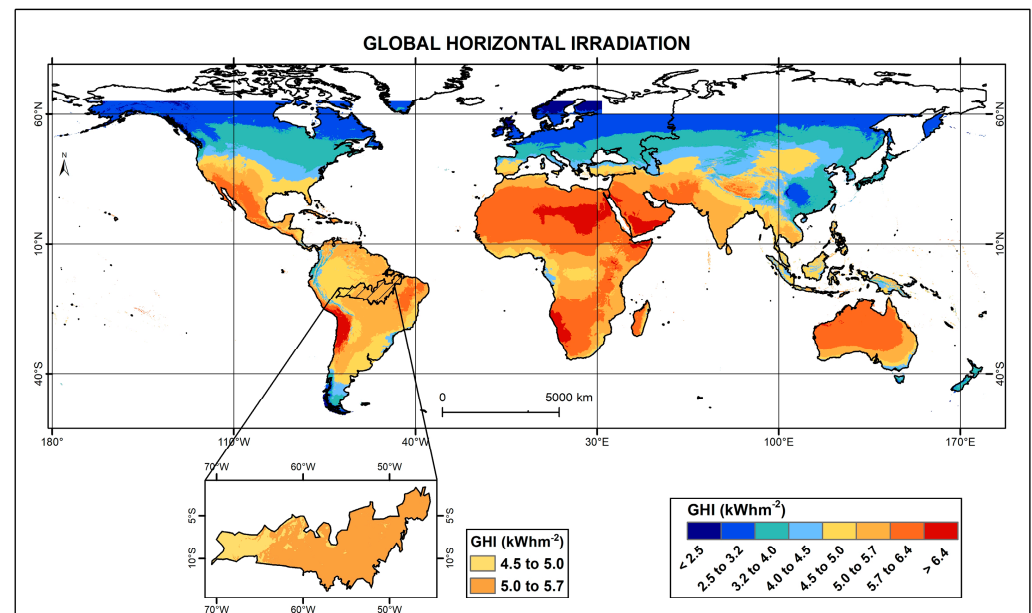 GLOBAL HORIZONTAL IRRADIATION
60°N
60°N
N
10°N
10°N
40°S
40°S
0 5000 km
180° 110°W 40°W 30°E 100°E 170°E
70°W 60°W 50°W
5°S
5°S
10°S
10°S
70°W 60°W 50°W
GHI (kWhm-2)
4.5 to 5.0
5.0 to 5.7
GHI (kWhm-2)
< 2.5
2.5 to 3.2
3.2 to 4.0
4.0 to 4.5
4.5 to 5.0
5.0 to 5.7
5.7 to 6.4
> 6.4